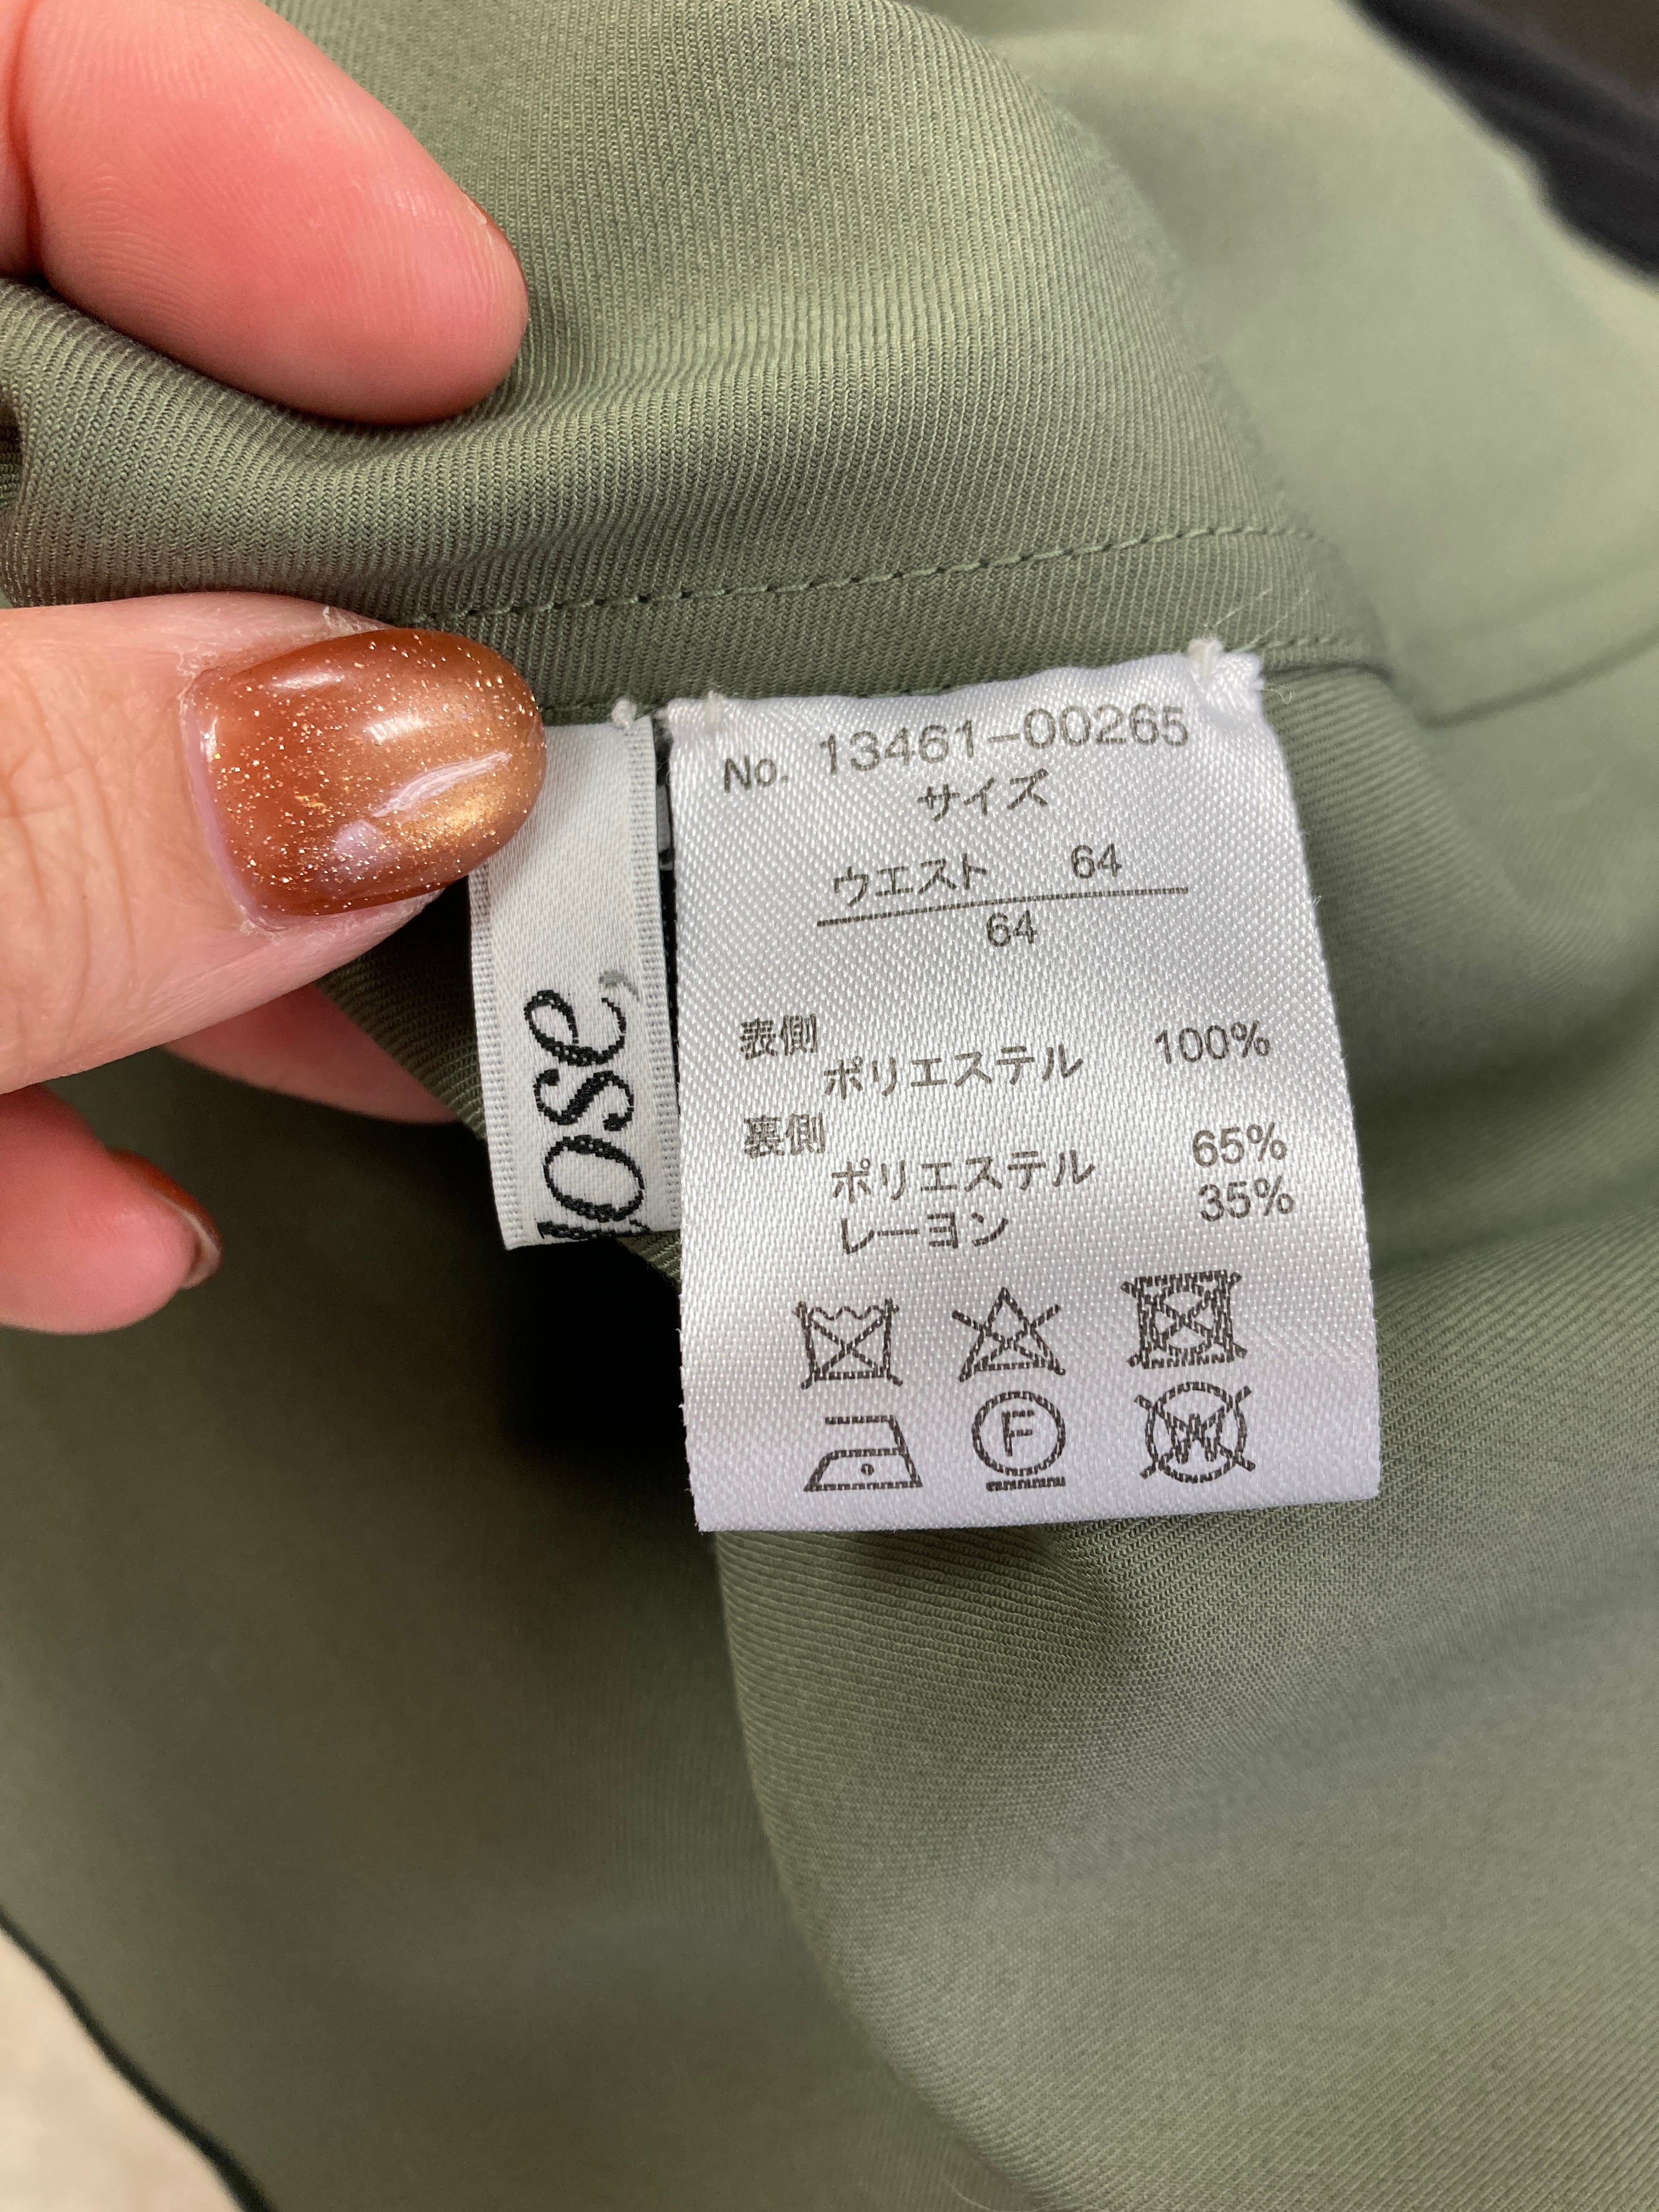 No. 13461-00265
サイズ
ウエスト 64
64
表側
ポリエステル 100%
裏側
ポリエステル 65%
レーヨン 35%
F
W